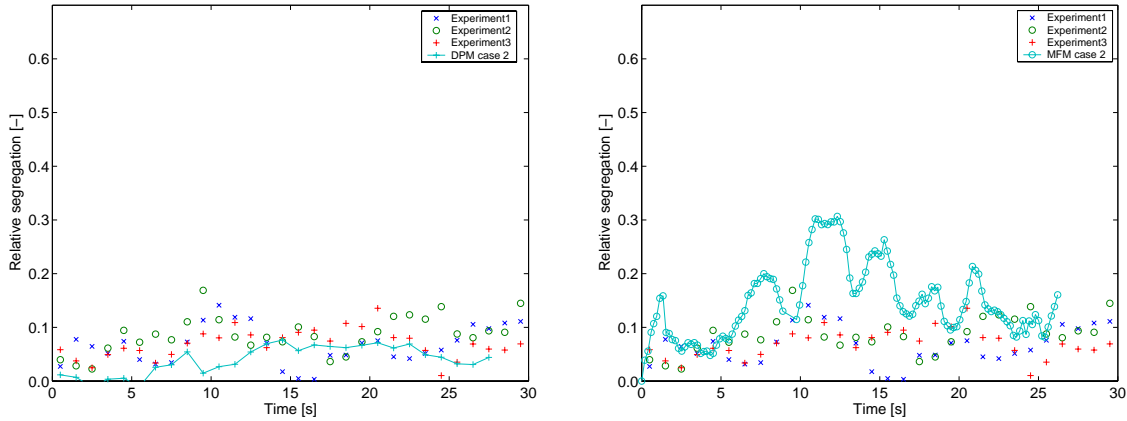 Experiment1
Experiment2
Experiment3
DPM case 2
0.6
0.5
0.4
0.3
0.2
0.1
0.0
Relative segregation [–]
0
5
10
15
20
25
30
Time [s]
Experiment1
Experiment2
Experiment3
MFM case 2
0.6
0.5
0.4
0.3
0.2
0.1
0.0
Relative segregation [–]
0
5
10
15
20
25
30
Time [s]